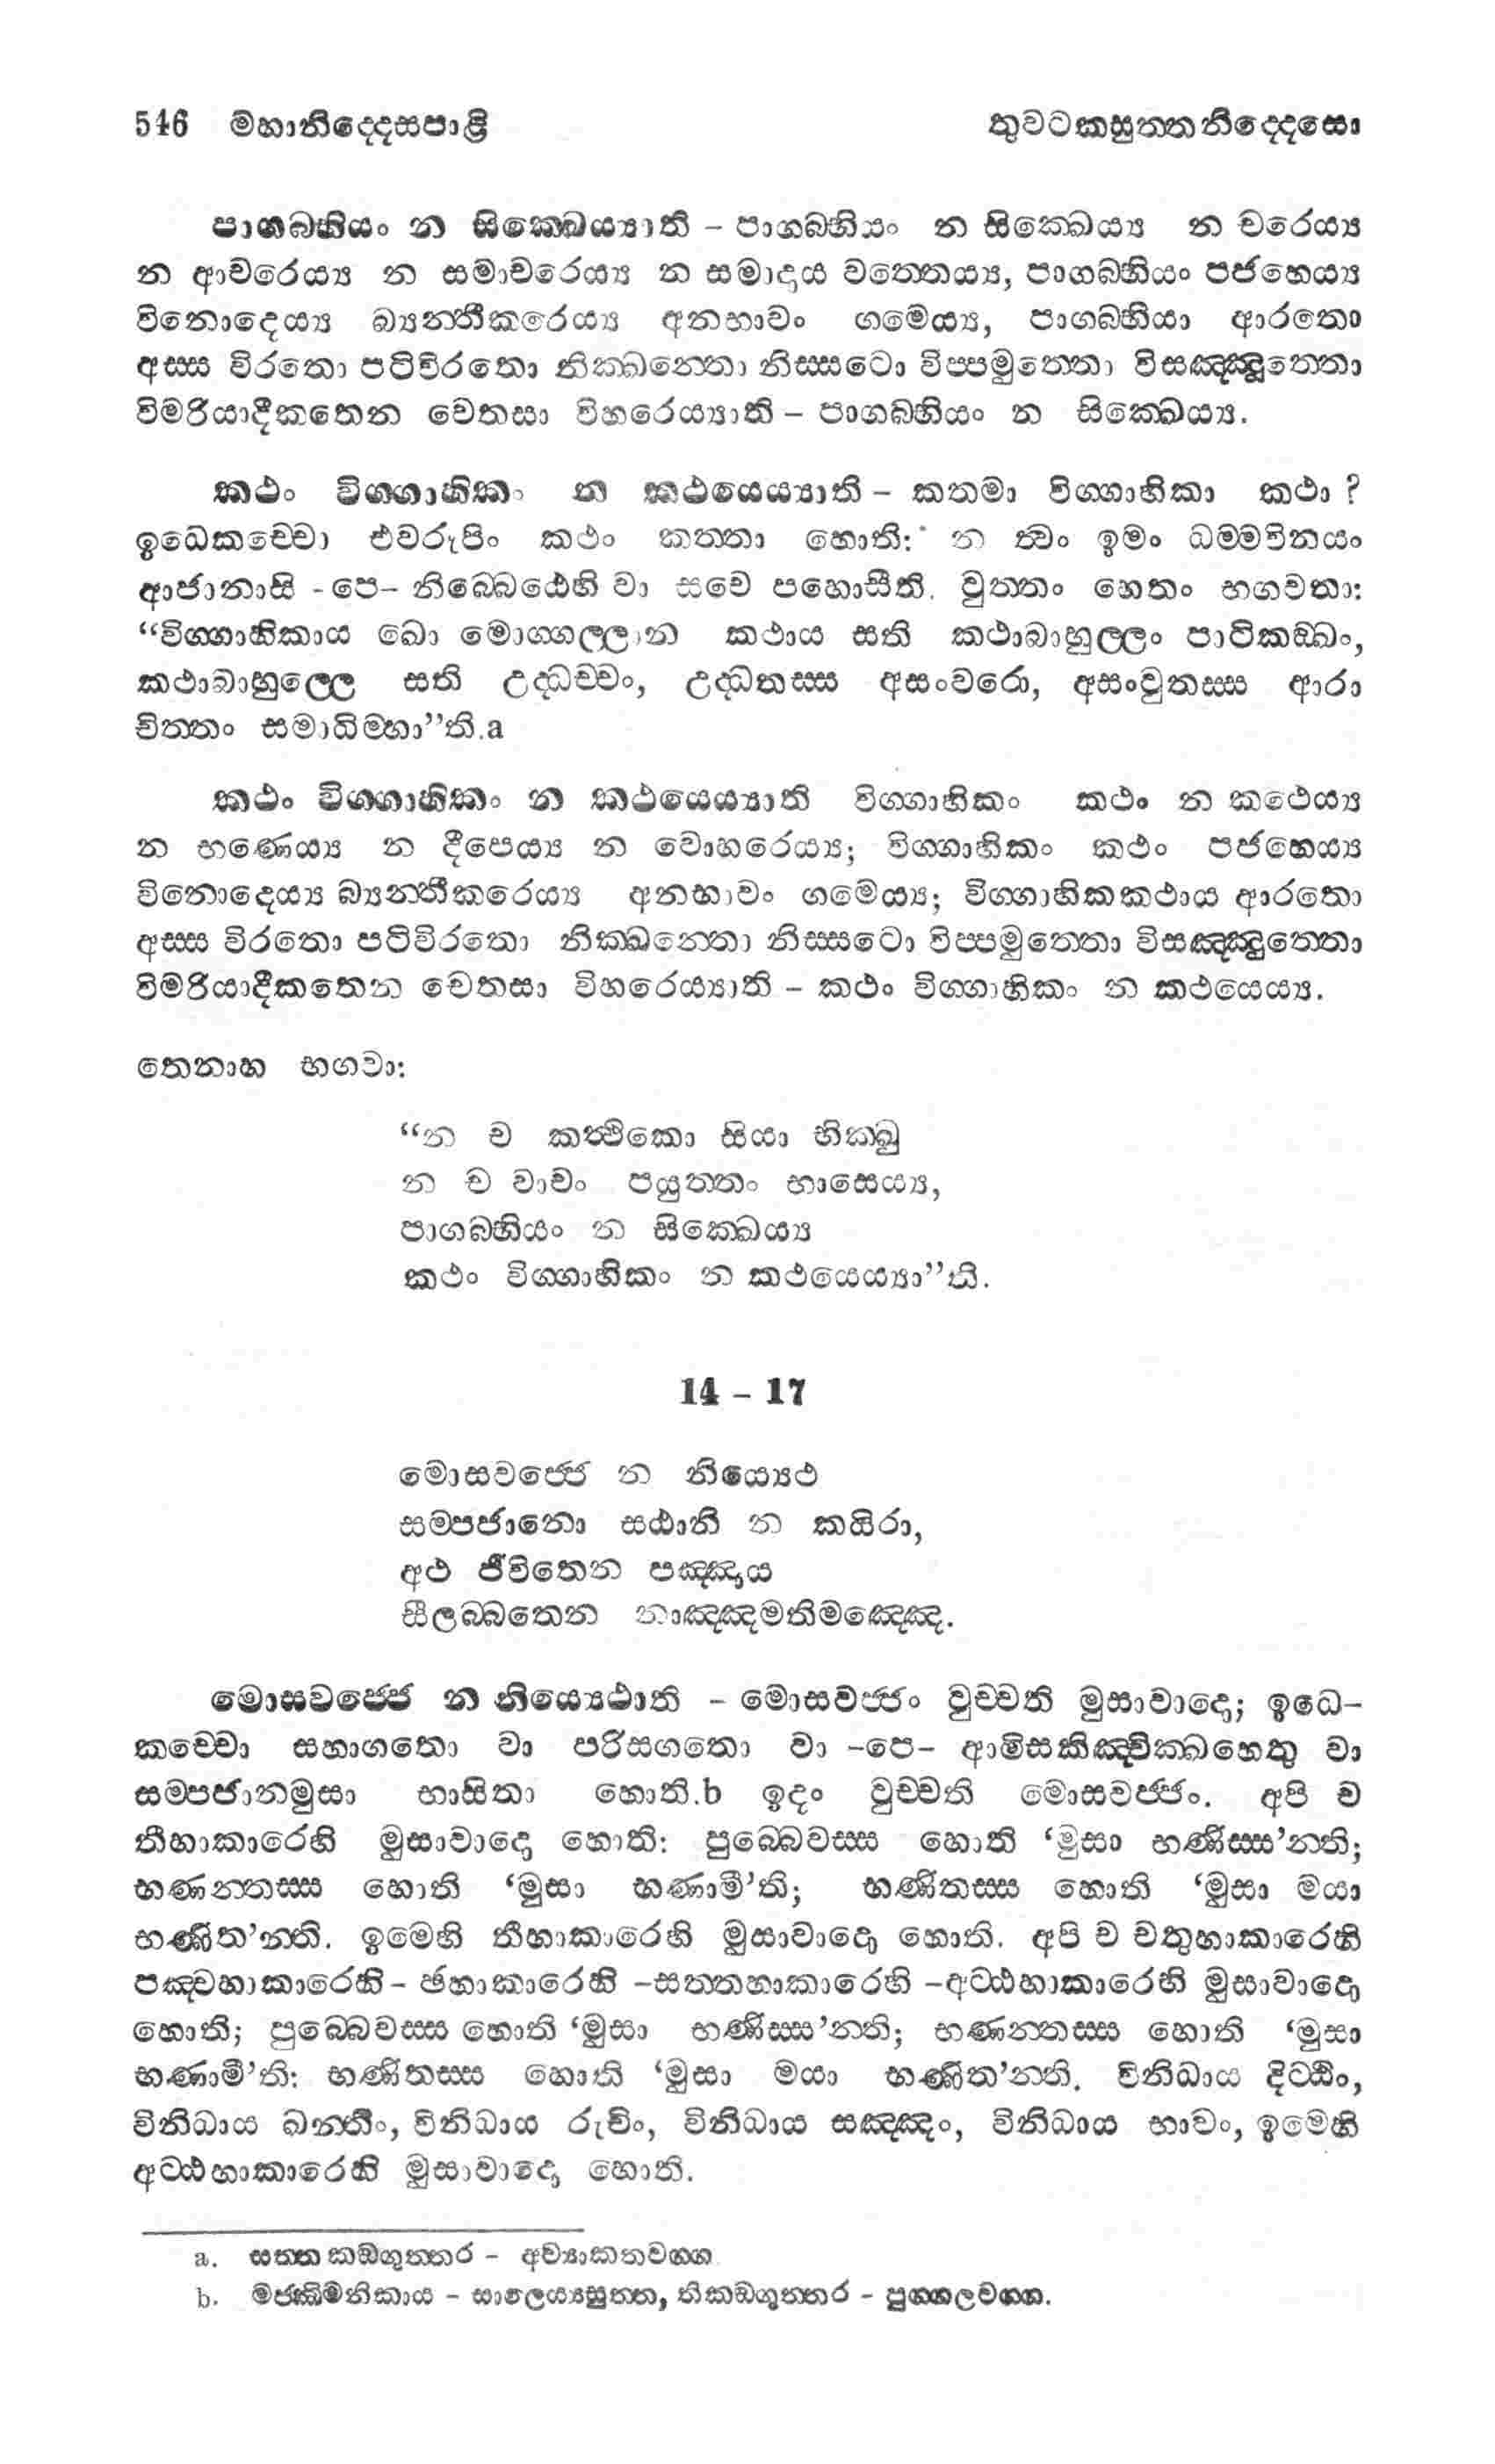 546 මහානිද්දෙසපාළි තුවටකසුත්තනිද්දෙසො
පාගබ්භියං න සික්ඛෙය්‍යාති – පාගබ්භියං න සික්ඛෙය්‍ය න චරෙය්‍ය
න ආචරෙය්‍ය න සමාචරෙය්‍ය න සමාදාය වත්තෙය්‍ය, පාගබ්භියං පජහෙය්‍ය
විනොදෙය්‍ය බ්‍යන්තීකරෙය්‍ය අනභාවං ගමෙය්‍ය, පාගබ්භියා ආරතො
අස්ස විරතො පටිවිරතො නික්ඛන්තො නිස්සටො විප්පමුත්තො විසඤ්ඤුත්තො
විමරියාදීකතෙන චෙතසා විහරෙය්‍යාති – පාගබ්භියං න සික්ඛෙය්‍ය.
කථං විග්ගාහිකං න කථයෙය්‍යාති – කතමා විග්ගාහිකා කථා ?
ඉධෙකච්චො එවරූපිං කථං කත්තා හොති: න ත්වං ඉමං ධම්මවිනයං
ආජානාසි -පෙ– නිබ්බෙඨෙහි වා සචෙ පහොසීති. වුත්තං හෙතං භගවතා:
“විග්ගාහිකාය ඛො මොග්ගල්ලාන කථාය සති කථාබාහුල්ලං පාටිකඞ්ඛං,
කථාබාහුල්ලෙ සති උද්ධච්චං, උද්ධතස්ස අසංවරො, අසංවුතස්ස ආරා
චිත්තං සමාධිම්හා”ති.a
කථං විග්ගාහිකං න කථයෙය්‍යාති විග්ගාහිකං කථං න කථෙය්‍ය
න භණෙය්‍ය න දීපෙය්‍ය න වොහරෙය්‍ය; විග්ගාහිකං කථං පජහෙය්‍ය
විනොදෙය්‍ය බ්‍යන්තීකරෙය්‍ය අනභාවං ගමෙය්‍ය; විග්ගාහිකකථාය ආරතො
අස්ස විරතො පටිවිරතො නික්ඛන්තො නිස්සටො විප්පමුත්තො විසඤ්ඤුත්තො
විමරියාදීකතෙන චෙතසා විහරෙය්‍යාති – කථං විග්ගාහිකං න කථයෙය්‍ය.
තෙනාහ භගවා:
“න ච කත්ථිකො සියා භික්ඛු
න ච වාචං පයුත්තං භාසෙය්‍ය,
පාගබ්භියං න සික්ඛෙය්‍ය
කථං විග්ගාහිකං න කථයෙය්‍යා”ති.
14 – 17
මොසවජ්ජෙ න නිය්‍යෙථ
සම්පජානො සඨානි න කයිරා,
අථ ජීවිතෙන පඤ්ඤාය
සීලබ්බතෙන නාඤ්ඤමතිමඤ්ඤෙ.
මොසවජ්ජෙ න නිය්‍යෙථාති – මොසවජ්ජං වුච්චති මුසාවාදො; ඉධෙ–
කච්චො සභාගතො වා පරිසගතො වා –පෙ– ආමිසකිඤ්චික්ඛහෙතු වා
සම්පජානමුසා භාසිතා හොති.b ඉදං වුච්චති මොසවජ්ජං. අපි ච
තීහාකාරෙහි මුසාවාදො හොති: පුබ්බෙවස්ස හොති ‘මුසා භණිස්ස’න්ති;
භණන්තස්ස හොති ‘මුසා භණාමී’ති; භණිතස්ස හොති ‘මුසා මයා
භණිත’න්ති. ඉමෙහි තීහාකාරෙහි මුසාවාදො හොති. අපි ච චතුහාකාරෙහි
පඤ්චහාකාරෙහි – ඡහාකාරෙහි –සත්තහාකාරෙහි –අට්ඨහාකාරෙහි මුසාවාදො
හොති; පුබ්බෙවස්ස හොති ‘මුසා භණිස්ස’න්ති; භණන්තස්ස හොති ‘මුසා
භණාමී’ති: භණිතස්ස හොති ‘මුසා මයා භණිත’න්ති. විනිධාය දිට්ඨිං,
විනිධාය ඛන්තිං, විනිධාය රුචිං, විනිධාය සඤ්ඤං, විනිධාය භාවං, ඉමෙහි
අට්ඨහාකාරෙහි මුසාවාදො හොති.
a. සත්තකඞ්ගුත්තර – අව්‍යාකතවග්ග
b. මජ්ඣිමනිකාය – සාලෙය්‍යසුත්ත, තිකඞ්ගුත්තර – පුග්ගලවග්ග.